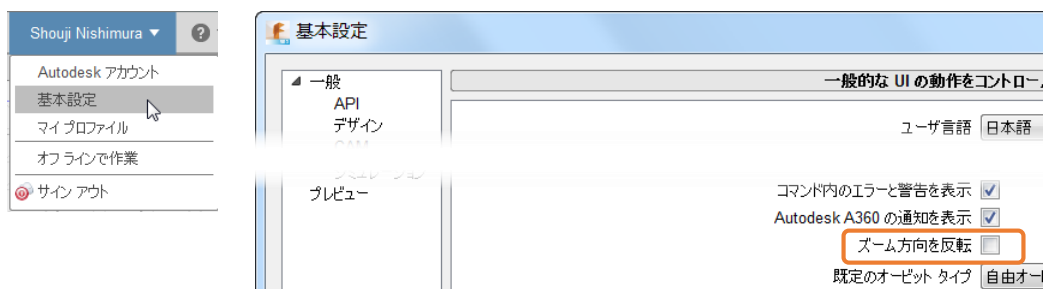 Shouji Nishimura ▼
Autodesk アカウント
基本設定
マイ プロファイル
オフラインで作業
サイン アウト
基本設定
一般
API
デザイン
プレビュー
一般的な UI の動作をコントロー
ユーザ言語 日本語
コマンド内のエラーと警告を表示
Autodesk A360 の通知を表示
ズーム方向を反転
既定のオービット タイプ 自由オー